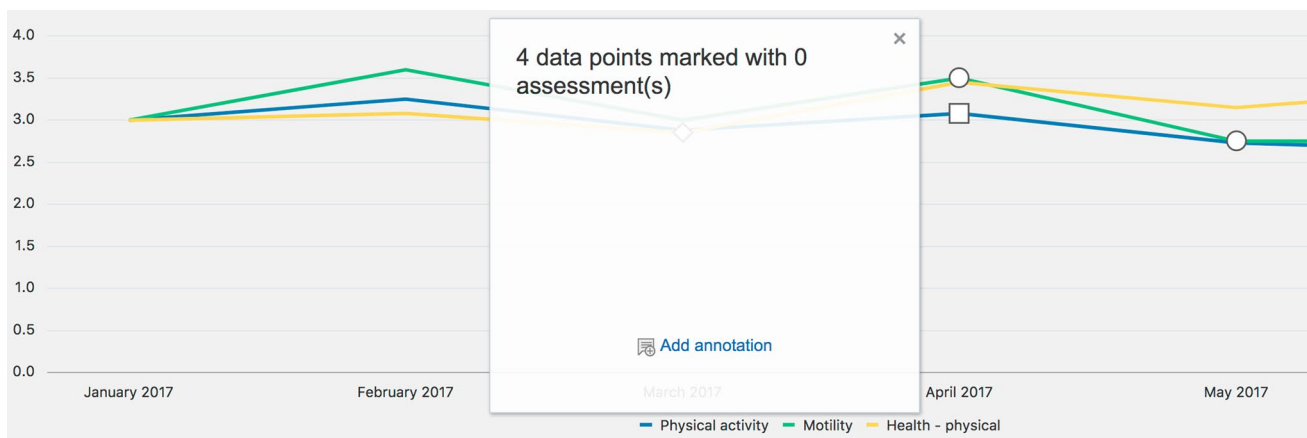 4.0
3.5
3.0
2.5
2.0
1.5
1.0
0.5
0.0
4 data points marked with 0
assessment(s)
×
Add annotation
January 2017 February 2017 March 2017 April 2017 May 2017
Physical activity Motility Health - physical